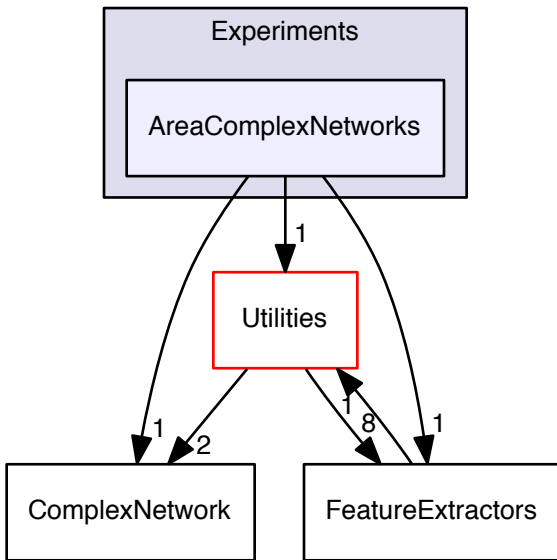 Experiments
AreaComplexNetworks
1
Utilities
1
8
1
2
1
ComplexNetwork
FeatureExtractors